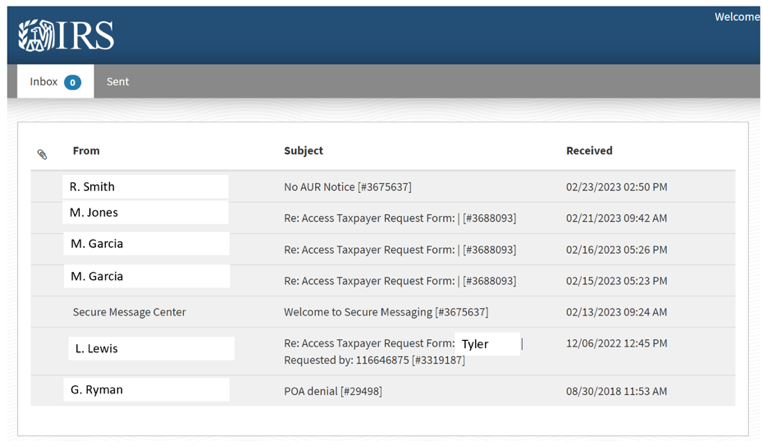 Welcome
IRS
Inbox 0 Sent
From Subject Received
R. Smith No AUR Notice [#3675637] 02/23/2023 02:50 PM
M. Jones Re: Access Taxpayer Request Form: | [#3688093] 02/21/2023 09:42 AM
M. Garcia Re: Access Taxpayer Request Form: | [#3688093] 02/16/2023 05:26 PM
M. Garcia Re: Access Taxpayer Request Form: | [#3688093] 02/15/2023 05:23 PM
Secure Message Center Welcome to Secure Messaging [#3675637] 02/13/2023 09:24 AM
L. Lewis Re: Access Taxpayer Request Form: Tyler | 12/06/2022 12:45 PM
Requested by: 116646875 [#3319187]
G. Ryman POA denial [#29498] 08/30/2018 11:53 AM